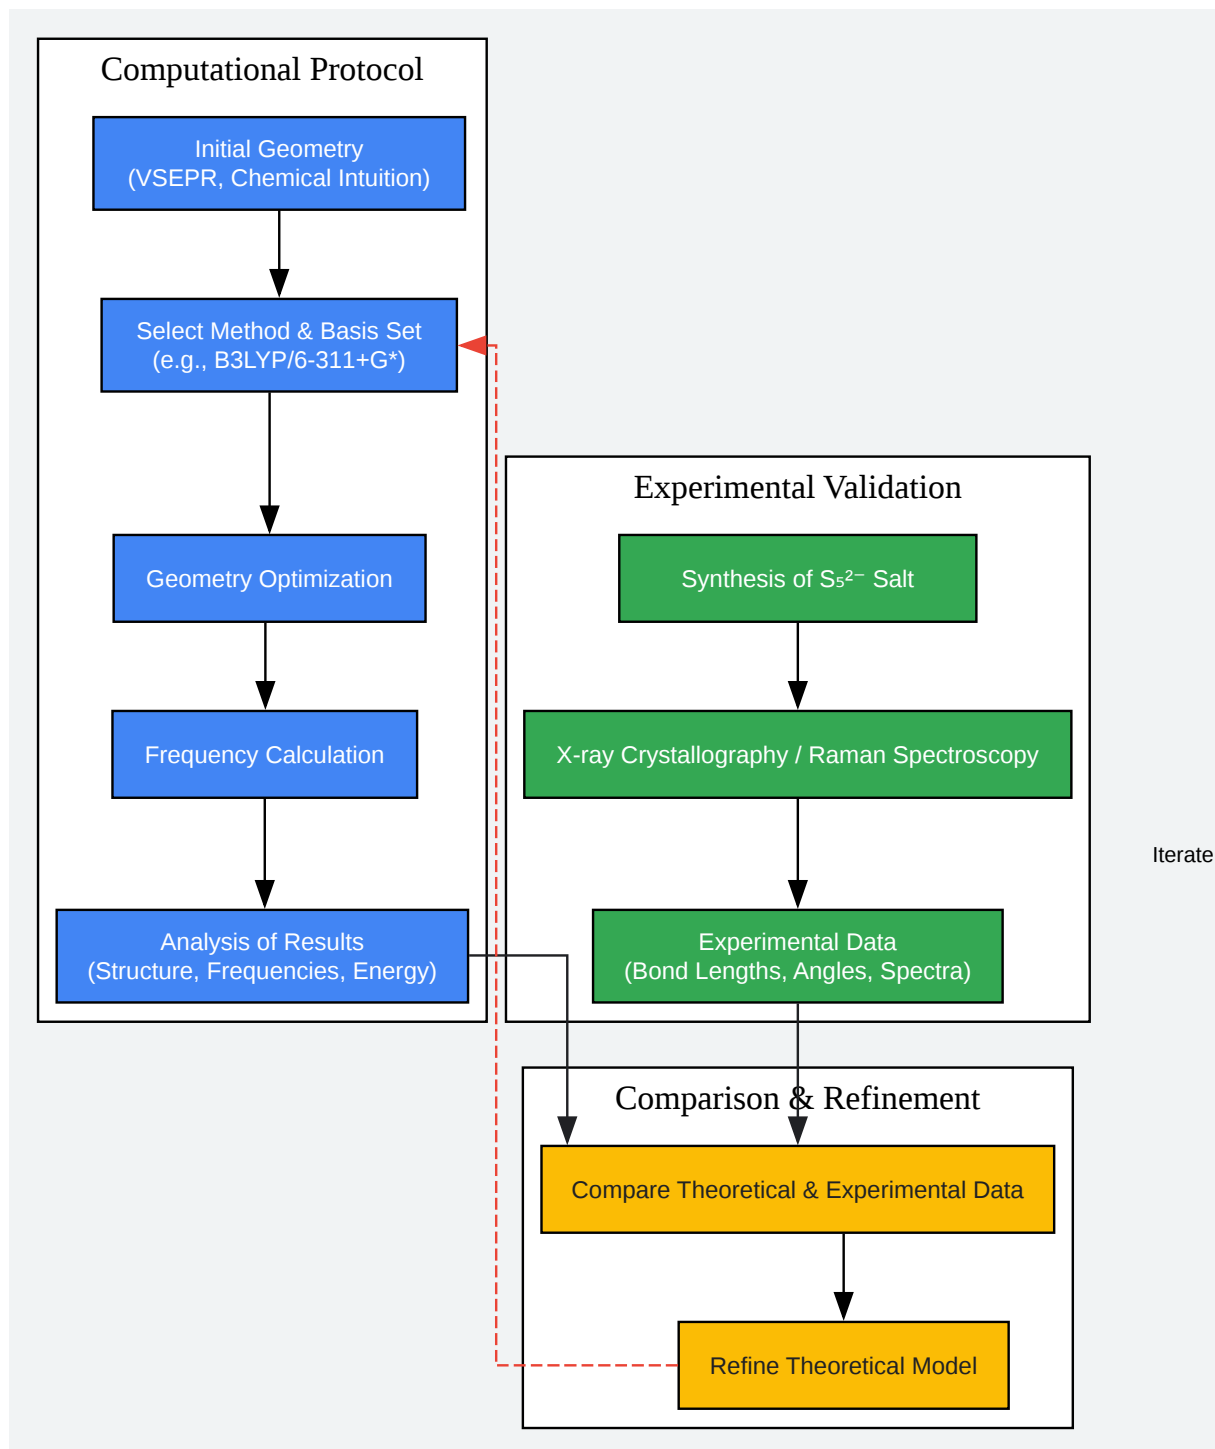 Computational Protocol
Initial Geometry
(VSEPR, Chemical Intuition)
Select Method & Basis Set
(e.g., B3LYP/6-311+G*)
Geometry Optimization
Frequency Calculation
Analysis of Results
(Structure, Frequencies, Energy)
Experimental Validation
Synthesis of S₅²⁻ Salt
X-ray Crystallography / Raman Spectroscopy
Experimental Data
(Bond Lengths, Angles, Spectra)
Comparison & Refinement
Compare Theoretical & Experimental Data
Refine Theoretical Model
Iterate